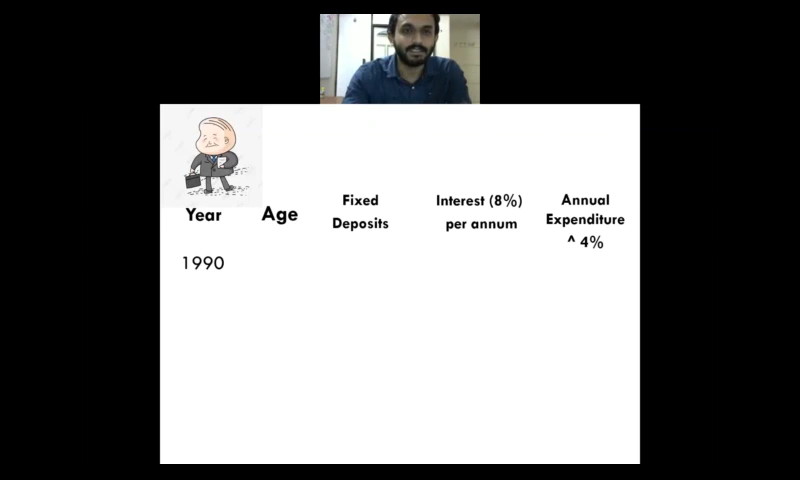 Year
Age
Fixed
Deposits
Interest (8%)
per annum
Annual
Expenditure
^ 4%
1990